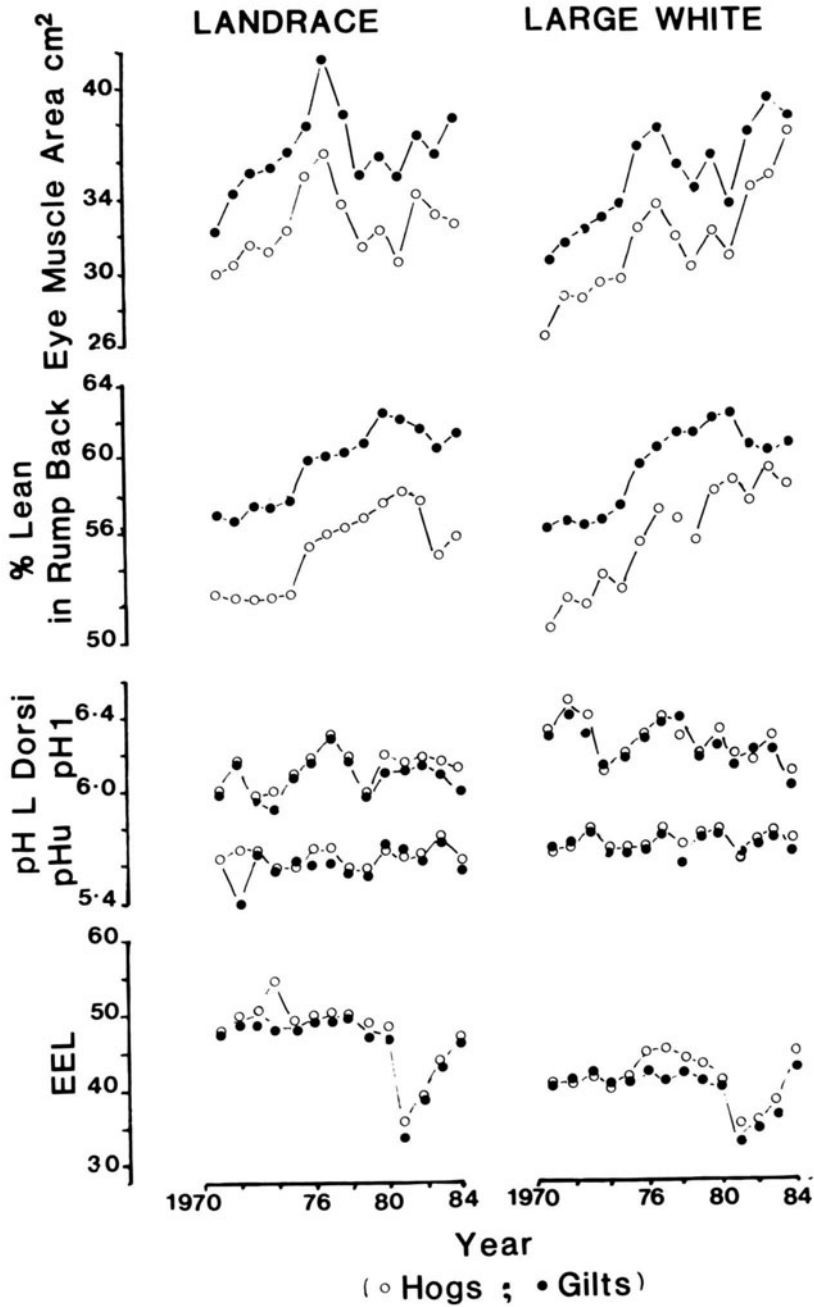 LANDRACE LARGE WHITE
Eye Muscle Area cm²
40
34
30
26
% Lean
in Rump Back
64
60
56
50
pH L Dorsi
pHu pH1
6·4
6·0
5·4
EEL
60
50
40
30
1970 76 80 84 1970 76 80 84
Year
(○ Hogs ; ● Gilts)